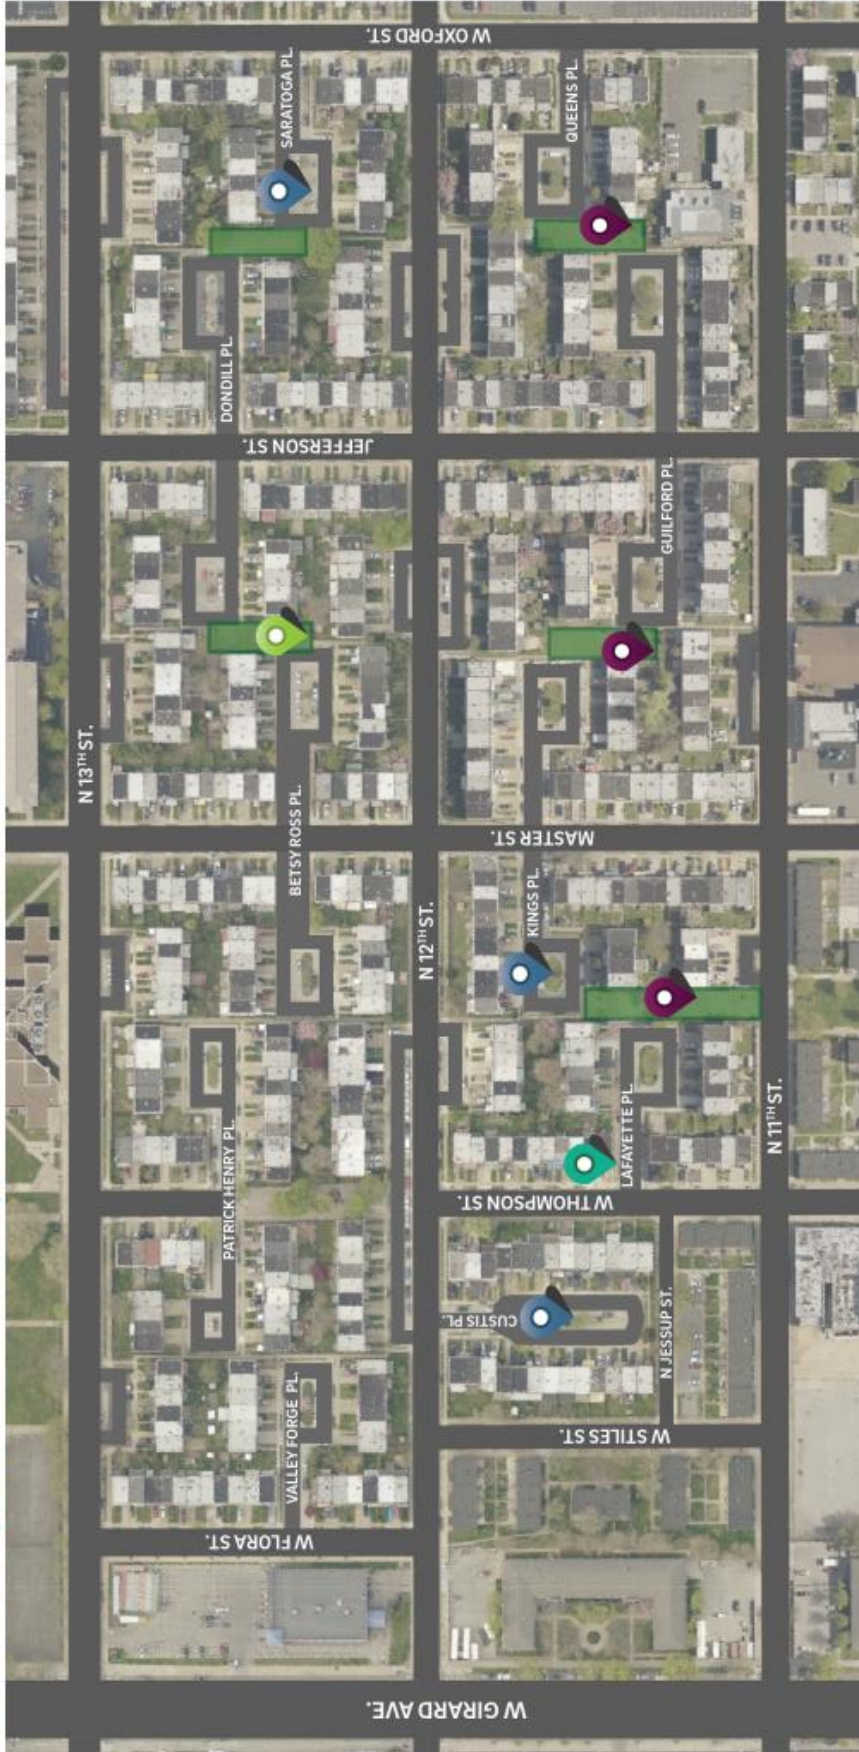 W OXFORD ST.
SARATOGA PL.
QUEENS PL.
DONDILL PL.
JEFFERSON ST.
GUILFORD PL.
N 13TH ST.
BETSY ROSS PL.
MASTER ST.
KINGS PL.
N 12TH ST.
LAFAYETTE PL.
N 11TH ST.
PATRICK HENRY PL.
W THOMPSON ST.
CUSTIS PL.
N JESSUP ST.
VALLEY FORGE PL.
W STILES ST.
W FLORA ST.
W GIRARD AVE.